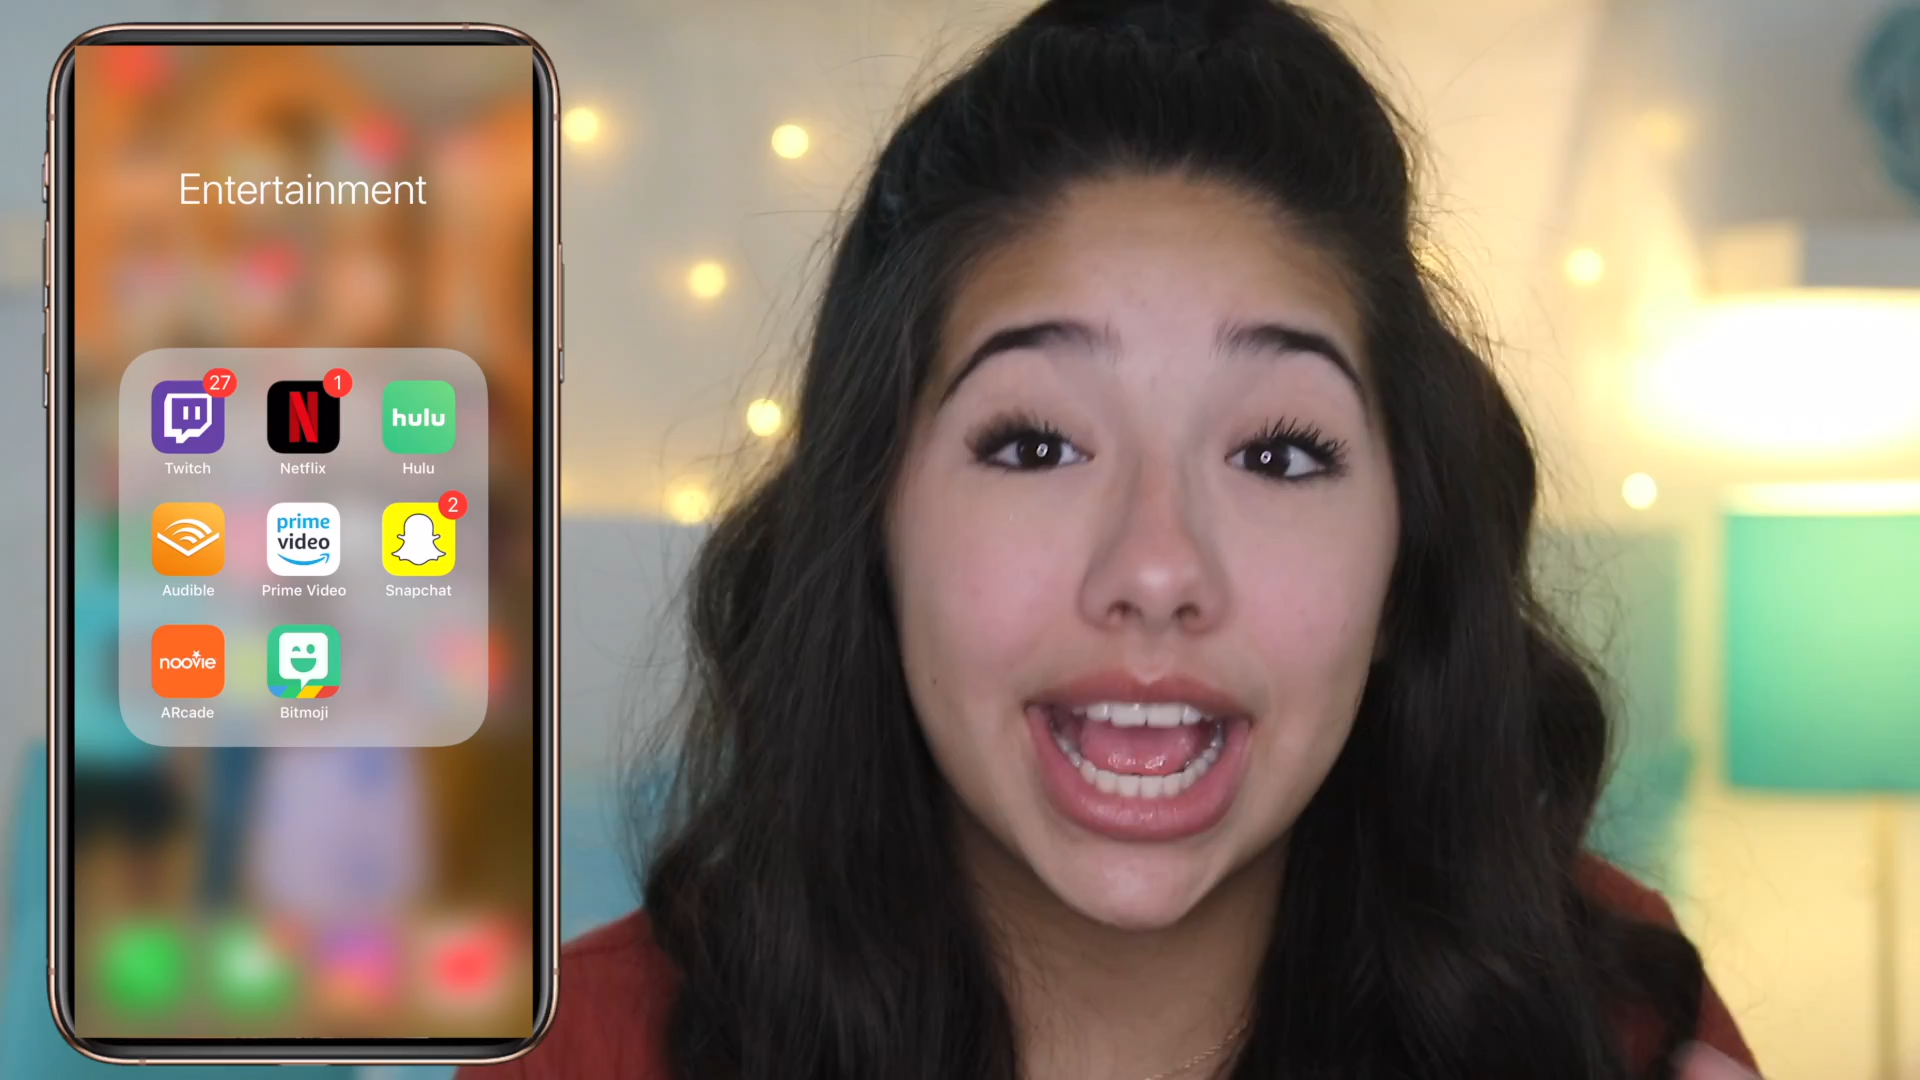 Entertainment
27
1
hulu
Twitch
Netflix
Hulu
2
prime
video
Audible
Prime Video
Snapchat
noovie
ARcade
Bitmoji